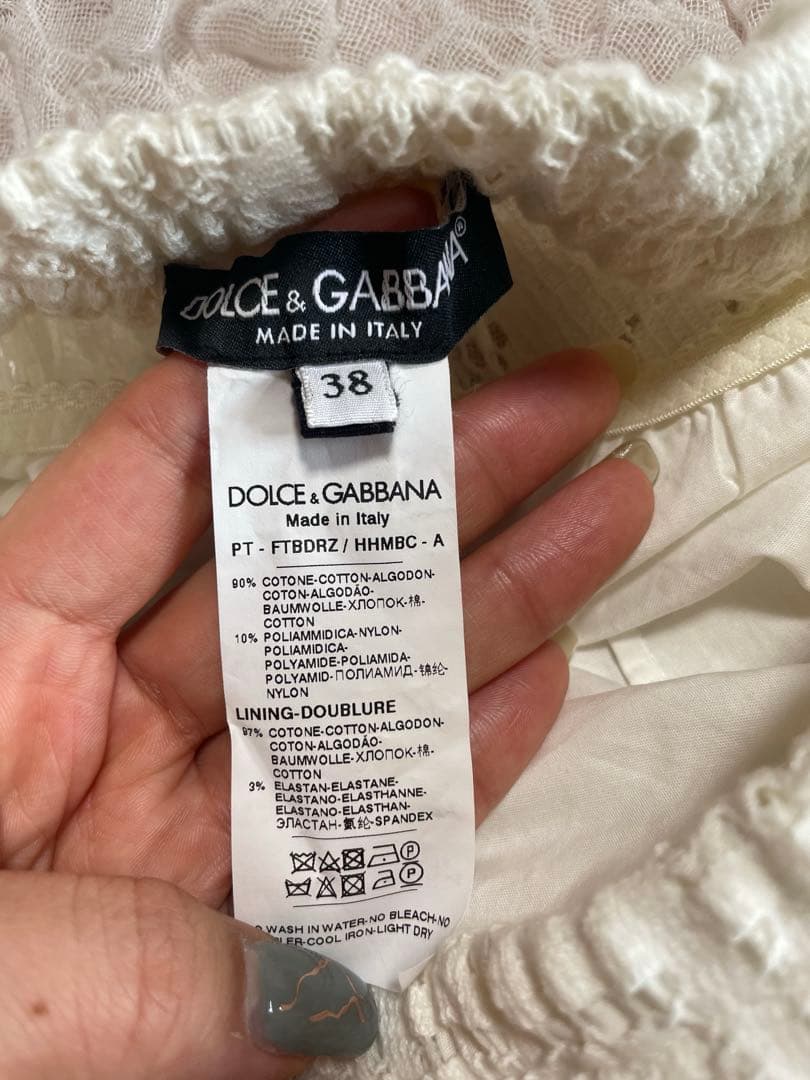 DOLCE & GABBANA®
MADE IN ITALY
38
DOLCE & GABBANA
Made in Italy
PT - FTBDRZ / HHMBC - A
90% COTONE-COTTON-ALGODON-
COTON-ALGODÃO-
BAUMWOLLE-ХЛОПОК-棉-
COTTON
10% POLIAMMIDICA-NYLON-
POLIAMIDICA-
POLYAMIDE-POLIAMIDA-
POLYAMID-ПОЛИАМИД-锦纶-
NYLON
LINING-DOUBLURE
97% COTONE-COTTON-ALGODON-
COTON-ALGODÃO-
BAUMWOLLE-ХЛОПОК-棉-
COTTON
3% ELASTAN-ELASTANE-
ELASTANO-ELASTHANNE-
ELASTANO-ELASTHAN-
ЭЛАСТАН-氨纶-SPANDEX
P
P
WASH IN WATER-NO BLEACH-NO
-COOL IRON-LIGHT DRY